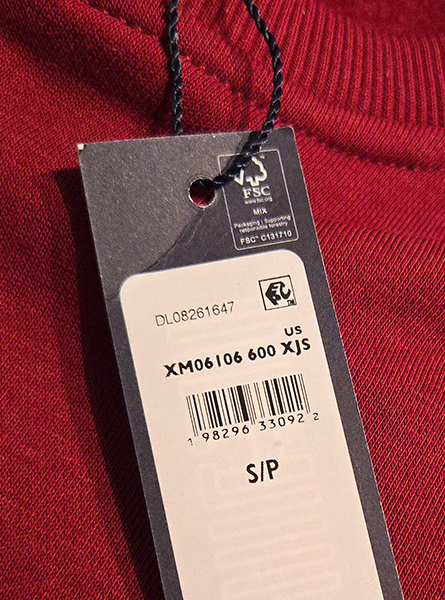 FSC
www.fsc.org
MIX
Packaging | Supporting
responsible forestry
FSC® C131710
DL08261647
US
XM06106 600 XJS
1 98296 33092 2
S/P